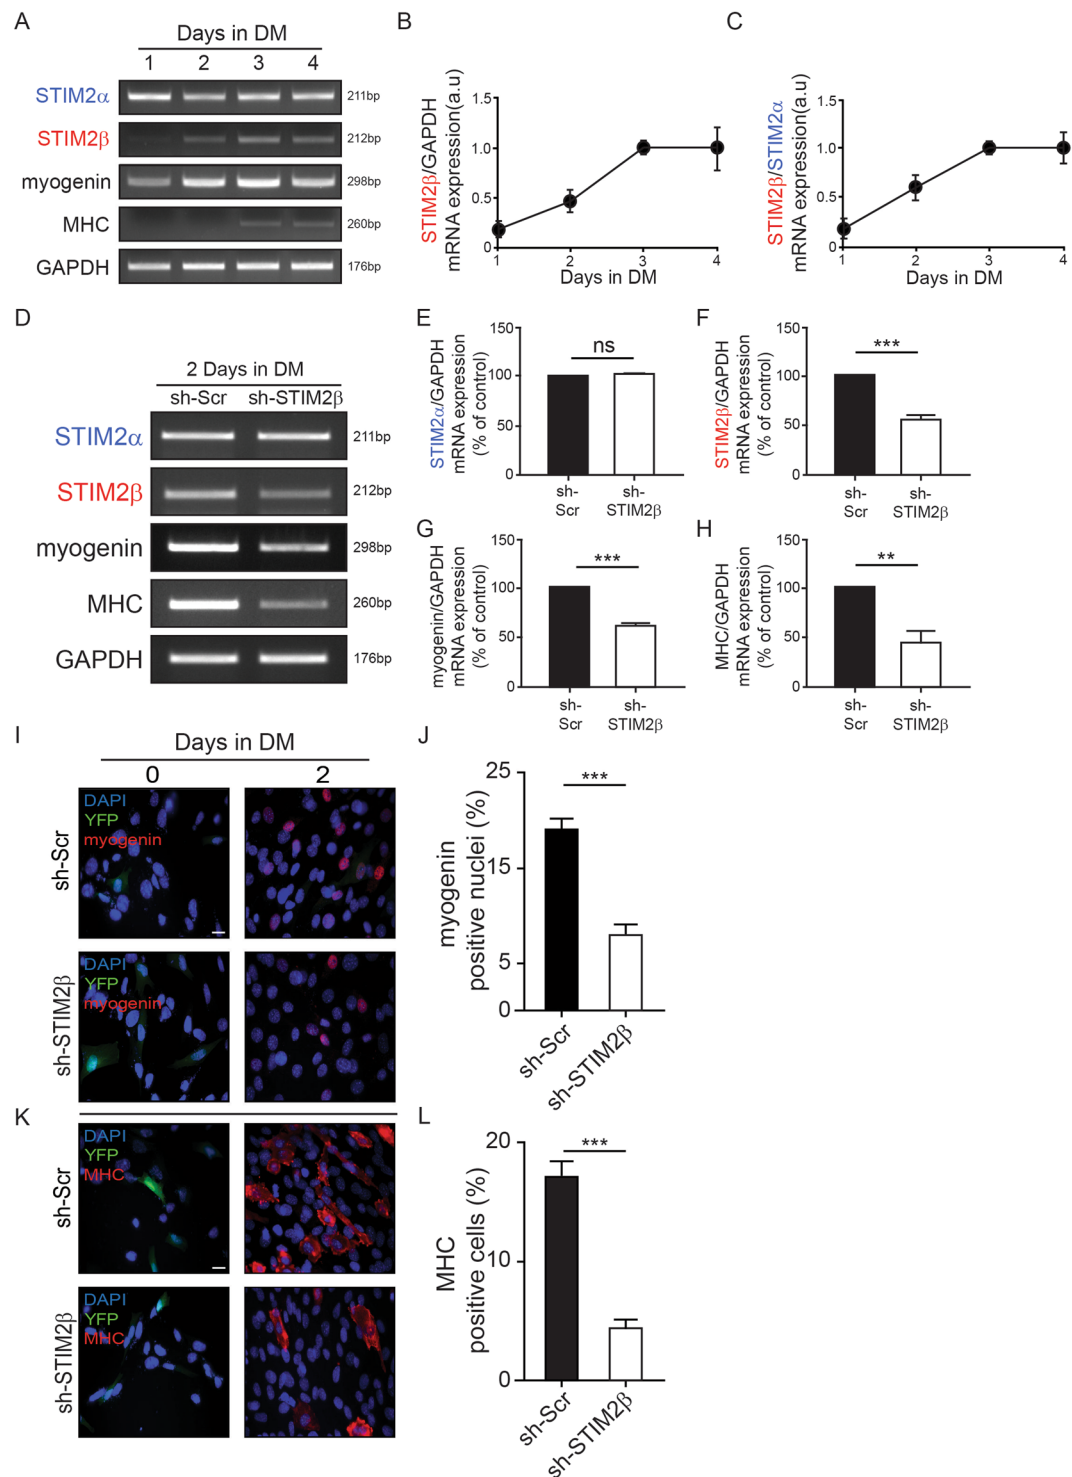 A
Days in DM
1 2 3 4
STIM2α 211bp
STIM2β 212bp
myogenin 298bp
MHC 260bp
GAPDH 176bp
B
STIM2β/GAPDH
mRNA expression(a.u)
1.5
1.0
0.5
0
1 2 3 4
Days in DM
C
STIM2β/STIM2α
mRNA expression(a.u)
1.5
1.0
0.5
0
1 2 3 4
Days in DM
D
2 Days in DM
sh-Scr sh-STIM2β
STIM2α 211bp
STIM2β 212bp
myogenin 298bp
MHC 260bp
GAPDH 176bp
E
STIM2α/GAPDH
mRNA expression
(% of control)
150
100
50
0
ns
sh-
Scr
sh-
STIM2β
F
STIM2β/GAPDH
mRNA expression
(% of control)
150
100
50
0
***
sh-
Scr
sh-
STIM2β
G
myogenin/GAPDH
mRNA expression
(% of control)
150
100
50
0
***
sh-
Scr
sh-
STIM2β
H
MHC/GAPDH
mRNA expression
(% of control)
150
100
50
0
**
sh-
Scr
sh-
STIM2β
I
Days in DM
0 2
sh-Scr
DAPI
YFP
myogenin
sh-STIM2β
DAPI
YFP
myogenin
J
myogenin
positive nuclei (%)
25
15
5
0
***
sh-Scr
sh-STIM2β
K
sh-Scr
DAPI
YFP
MHC
sh-STIM2β
DAPI
YFP
MHC
L
MHC
positive cells (%)
20
10
0
***
sh-Scr
sh-STIM2β